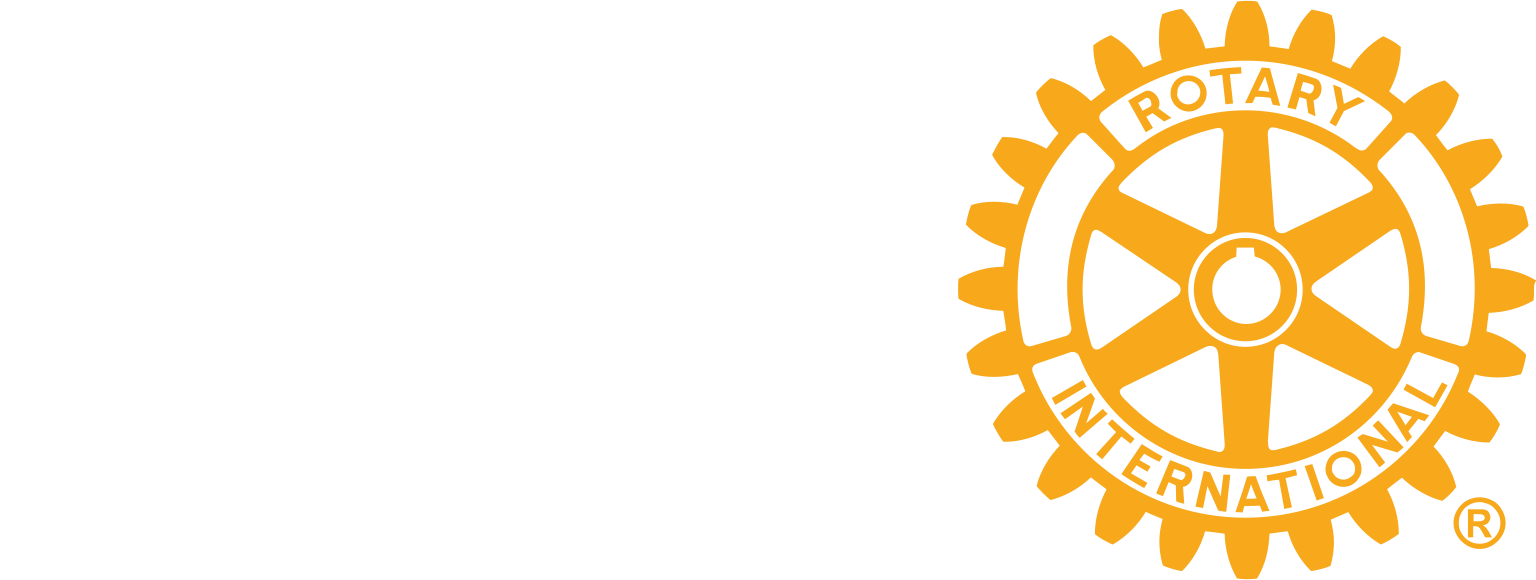 ROTARY
INTERNATIONAL
®